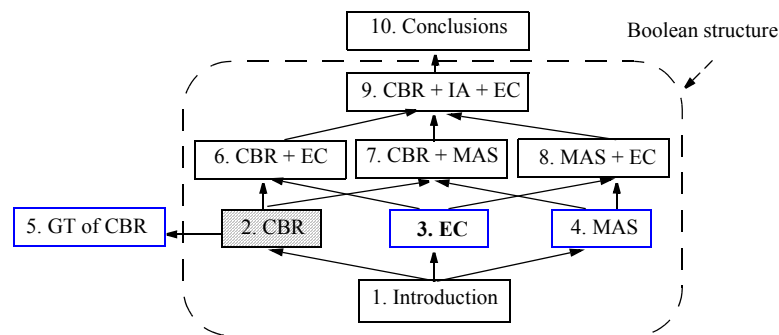 10. Conclusions
Boolean structure
9. CBR + IA + EC
6. CBR + EC
7. CBR + MAS
8. MAS + EC
5. GT of CBR
2. CBR
3. EC
4. MAS
1. Introduction